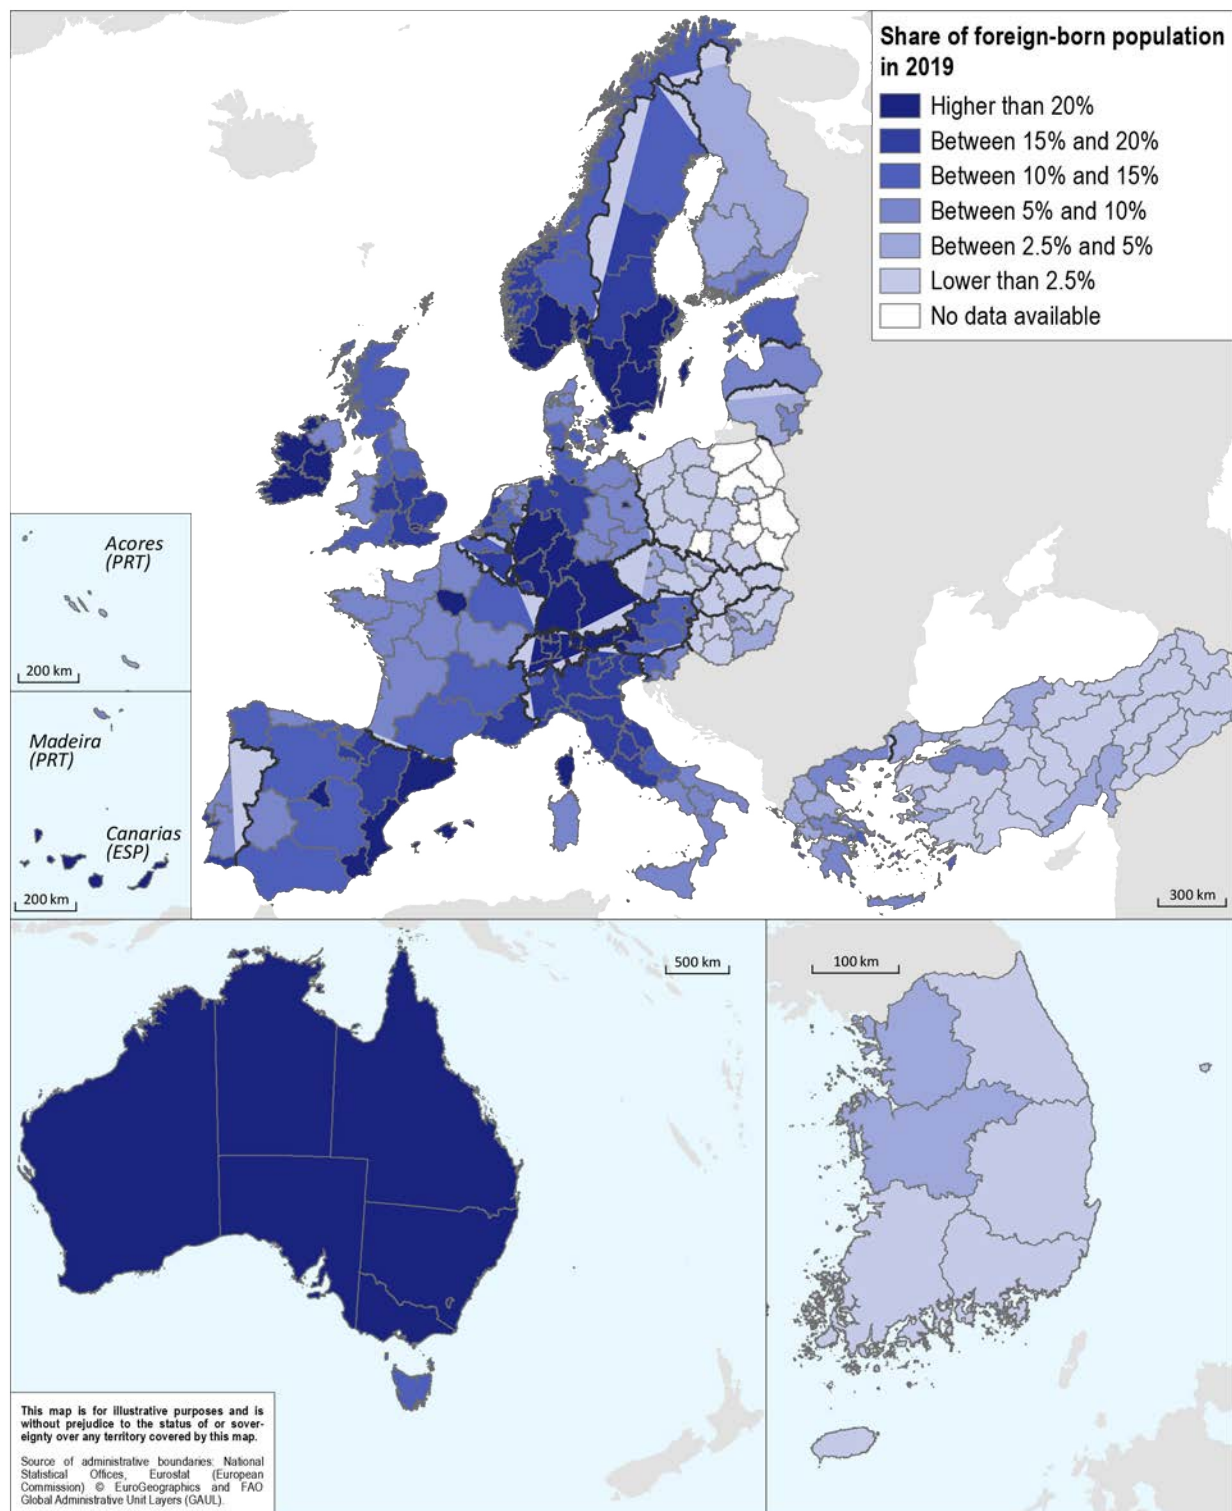 Share of foreign-born population
in 2019
Higher than 20%
Between 15% and 20%
Between 10% and 15%
Between 5% and 10%
Between 2.5% and 5%
Lower than 2.5%
No data available
Acores
(PRT)
200 km
Madeira
(PRT)
Canarias
(ESP)
200 km
300 km
500 km
100 km
This map is for illustrative purposes and is
without prejudice to the status of or sover-
eignty over any territory covered by this map.
Source of administrative boundaries: National
Statistical Offices, Eurostat (European
Commission) © EuroGeographics and FAO
Global Administrative Unit Layers (GAUL).